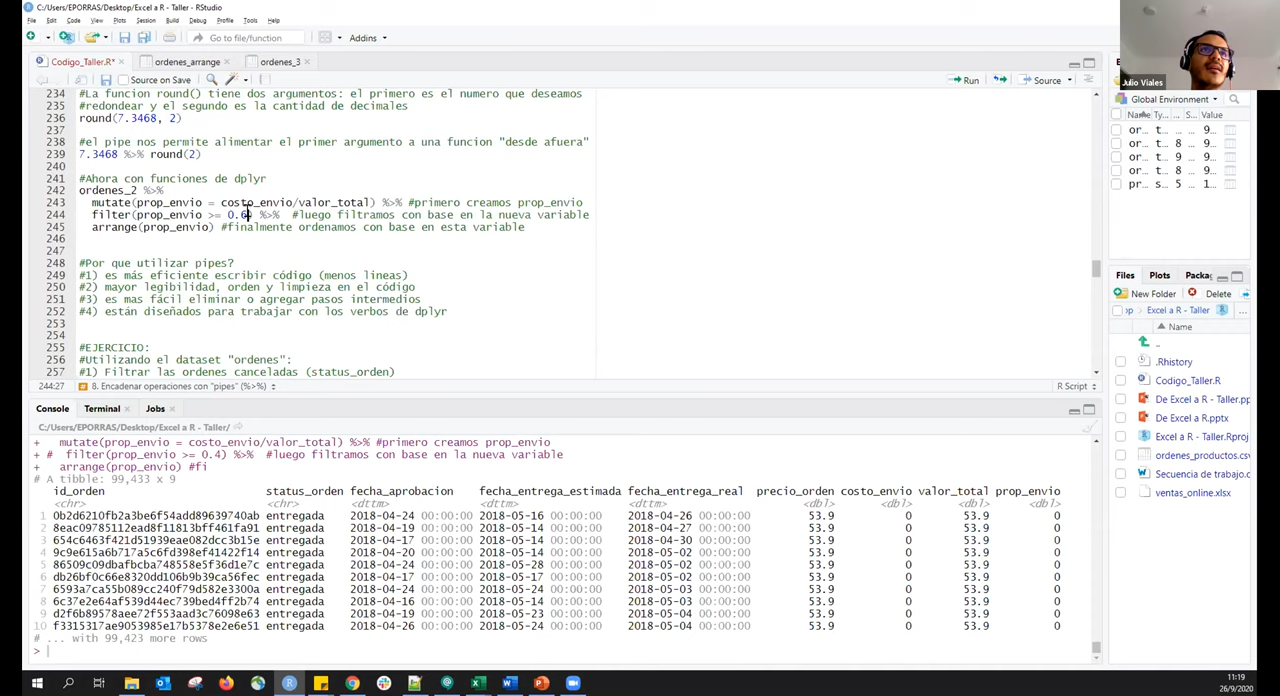 C:/Users/EPORRAS/Desktop/Excel a R - Taller - RStudio
File Edit Code View Plots Session Build Debug Profile Tools Help
Go to file/function Addins
Codigo_Taller.R* ordenes_arrange ordenes_3
Source on Save Run Source
234 #La funcion round() tiene dos argumentos: el primero es el numero que deseamos
235 #redondear y el segundo es la cantidad de decimales
236 round(7.3468, 2)
237
238 #el pipe nos permite alimentar el primer argumento a una funcion "desde afuera"
239 7.3468 %>% round(2)
240
241 #Ahora con funciones de dplyr
242 ordenes_2 %>%
243 mutate(prop_envio = costo_envio/valor_total) %>% #primero creamos prop_envio
244 filter(prop_envio >= 0.6 %>% #luego filtramos con base en la nueva variable
245 arrange(prop_envio) #finalmente ordenamos con base en esta variable
246
247
248 #Por que utilizar pipes?
249 #1) es más eficiente escribir código (menos lineas)
250 #2) mayor legibilidad, orden y limpieza en el código
251 #3) es mas fácil eliminar o agregar pasos intermedios
252 #4) están diseñados para trabajar con los verbos de dplyr
253
254
255 #EJERCICIO:
256 #Utilizando el dataset "ordenes":
257 #1) Filtrar las ordenes canceladas (status_orden)
244:27 8. Encadenar operaciones con "pipes" (%>%) R Script
Console Terminal Jobs
C:/Users/EPORRAS/Desktop/Excel a R - Taller/
+ mutate(prop_envio = costo_envio/valor_total) %>% #primero creamos prop_envio
+ # filter(prop_envio >= 0.4) %>% #luego filtramos con base en la nueva variable
+ arrange(prop_envio) #fi
# A tibble: 99,433 x 9
id_orden status_orden fecha_aprobacion fecha_entrega_estimada fecha_entrega_real precio_orden costo_envio valor_total prop_envio
<chr> <chr> <dttm> <dttm> <dttm> <dbl> <dbl> <dbl> <dbl>
1 0b2d6210fb2a3be6f54add89639740ab entregada 2018-04-24 00:00:00 2018-05-16 00:00:00 2018-04-26 00:00:00 53.9 0 53.9 0
2 8eac09785112ead8f11813bff461fa91 entregada 2018-04-23 00:00:00 2018-05-14 00:00:00 2018-04-27 00:00:00 53.9 0 53.9 0
3 654c6463f421d51939eae082dcc3b15e entregada 2018-04-17 00:00:00 2018-05-14 00:00:00 2018-04-30 00:00:00 53.9 0 53.9 0
4 9c9e615a6b717a5c6fd398ef41422f14 entregada 2018-04-20 00:00:00 2018-05-14 00:00:00 2018-05-02 00:00:00 53.9 0 53.9 0
5 86509c09dbafbcba748585e5f36d1e7c entregada 2018-04-24 00:00:00 2018-05-28 00:00:00 2018-05-02 00:00:00 53.9 0 53.9 0
6 db26bf0c66e8320dd106b9b39ca56fec entregada 2018-04-17 00:00:00 2018-05-17 00:00:00 2018-05-02 00:00:00 53.9 0 53.9 0
7 6593a7ca55b089cc240f79d582e3300a entregada 2018-04-24 00:00:00 2018-05-23 00:00:00 2018-05-03 00:00:00 53.9 0 53.9 0
8 6c37e2e64af539d44ec739bed4ff2b74 entregada 2018-04-16 00:00:00 2018-05-14 00:00:00 2018-05-03 00:00:00 53.9 0 53.9 0
9 d2f6b89578aee72f553aad3c76098e63 entregada 2018-04-19 00:00:00 2018-05-23 00:00:00 2018-05-04 00:00:00 53.9 0 53.9 0
10 f3315317ae9053985e17b5378e2e6e51 entregada 2018-04-26 00:00:00 2018-05-24 00:00:00 2018-05-04 00:00:00 53.9 0 53.9 0
# ... with 99,423 more rows
>
Julio Viales
Global Environment
Name Ty... ... S... Value
or... t... 9...
or... t... 8 9...
or... t... 9 9...
or... t... 8 9...
pr... s... 5 1...
Files Plots Packa
New Folder Delete
op Excel a R - Taller ...
Name
..
.Rhistory
Codigo_Taller.R
De Excel a R - Taller.pp
De Excel a R.pptx
Excel a R - Taller.Rproj
ordenes_productos.csv
Secuencia de trabajo.c
ventas_online.xlsx
11:19
26/9/2020